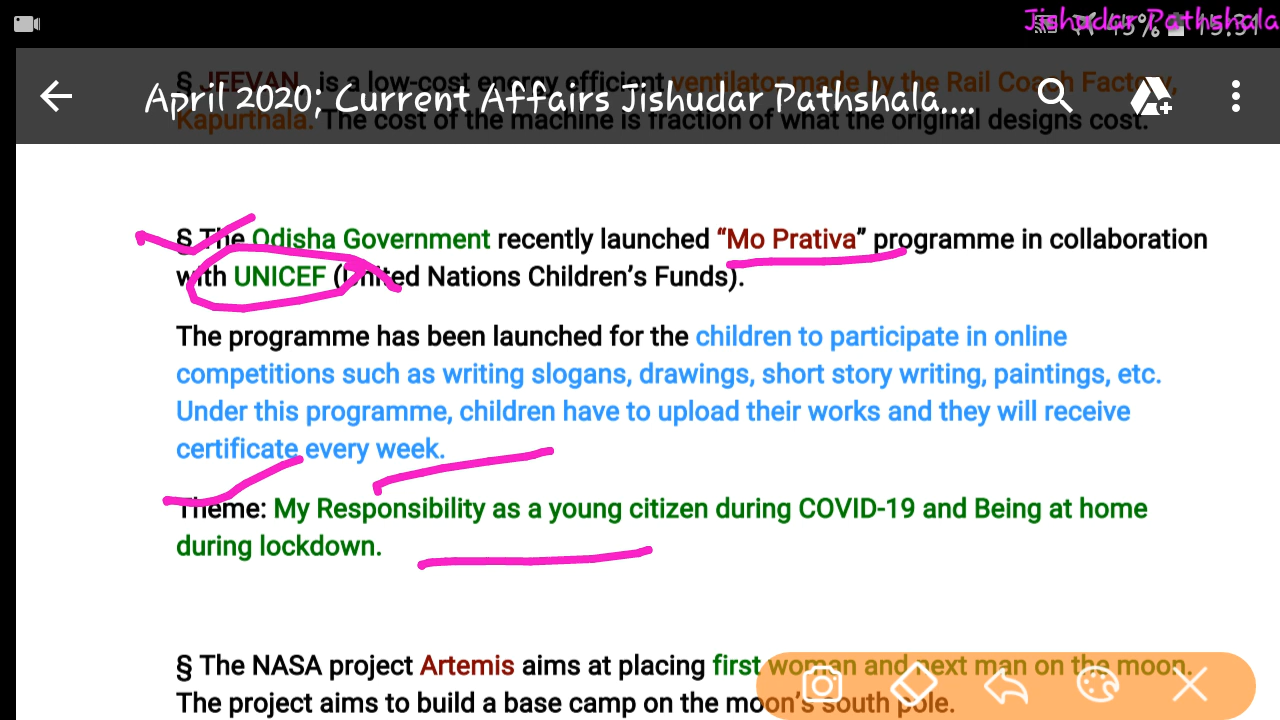 Jishudar Pathshala
45% 15:31
§ JEEVAN, is a low-cost energy efficient ventilator made by the Rail Coach Factory,
April 2020; Current Affairs Jishudar Pathshala....
Kapurthala. The cost of the machine is fraction of what the original designs cost.
§ The Odisha Government recently launched “Mo Prativa” programme in collaboration
with UNICEF (United Nations Children’s Funds).
The programme has been launched for the children to participate in online
competitions such as writing slogans, drawings, short story writing, paintings, etc.
Under this programme, children have to upload their works and they will receive
certificate every week.
Theme: My Responsibility as a young citizen during COVID-19 and Being at home
during lockdown.
§ The NASA project Artemis aims at placing first woman and next man on the moon.
The project aims to build a base camp on the moon’s south pole.